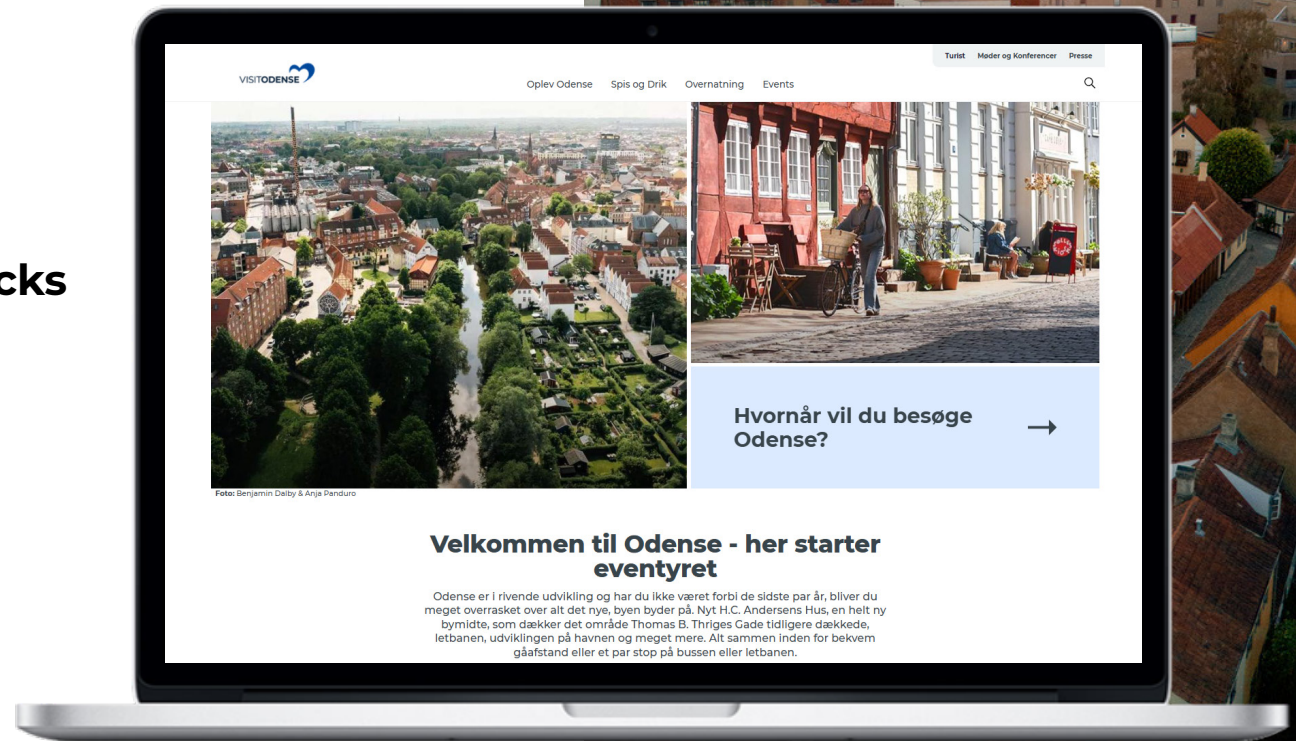 cks
Turist Møder og Konferencer Presse
VISITODENSE
Oplev Odense Spis og Drik Overnatning Events
Hvornår vil du besøge
Odense?
Foto: Benjamin Dalby & Anja Panduro
Velkommen til Odense - her starter
eventyret
Odense er i rivende udvikling og har du ikke været forbi de sidste par år, bliver du
meget overrasket over alt det nye, byen byder på. Nyt H.C. Andersens Hus, en helt ny
bymidte, som dækker det område Thomas B. Thriges Gade tidligere dækkede,
letbanen, udviklingen på havnen og meget mere. Alt sammen inden for bekvem
gåafstand eller et par stop på bussen eller letbanen.